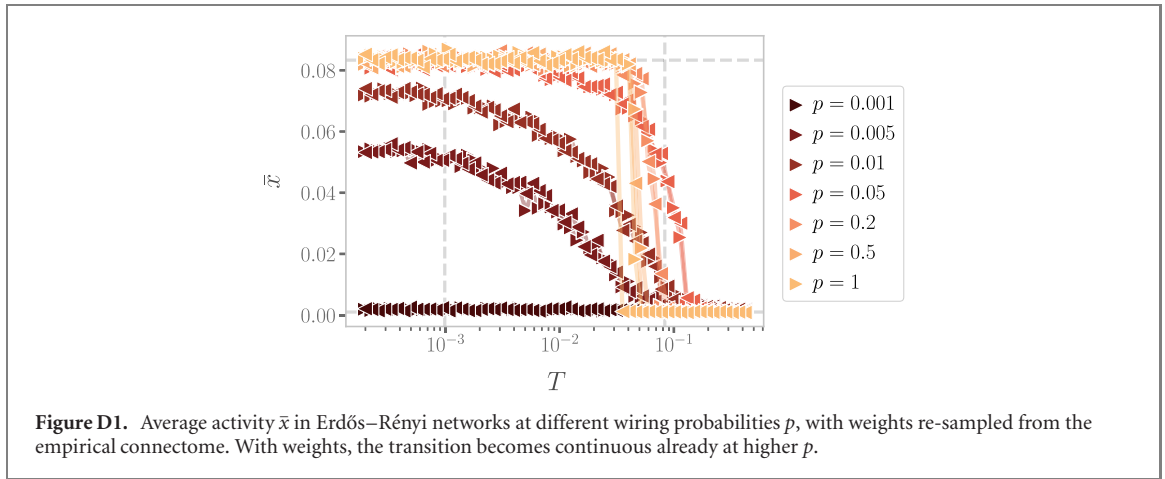 0.08
0.06
0.04
0.02
0.00
x̄
10⁻³
10⁻²
10⁻¹
T
p = 0.001
p = 0.005
p = 0.01
p = 0.05
p = 0.2
p = 0.5
p = 1
Figure D1. Average activity x̄ in Erdős–Rényi networks at different wiring probabilities p, with weights re-sampled from the
empirical connectome. With weights, the transition becomes continuous already at higher p.